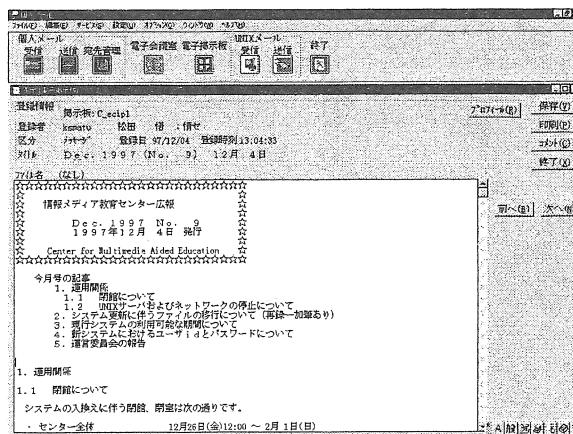 ファイル(F) 編集(E) サービス(S) 設定(U) オプション(O) ウィンドウ(W) ヘルプ(H)
個人メール UNIXメール
受信 送信 宛先管理 電子会議室 電子掲示板 受信 送信 終了
登録情報
掲示板: C_eclp1
プロフィール(R) 保存(V)
登録者 ksmatu 松田
印刷(P)
区分 メッセージ 登録日 97/12/04 登録時刻 13:04:33
コメント(C)
タイトル Dec. 1997 (No. 9) 12月 4日
終了(X)
ファイル名 (なし)
前へ(B) 次へ(N)
☆☆☆☆☆☆☆☆☆☆☆☆☆☆☆☆☆☆☆☆☆☆☆
☆ 情報メディア教育センター広報 ☆
☆ Dec. 1997 No. 9 ☆
☆ 1997年12月 4日 発行 ☆
☆ Center for Multimedia Aided Education ☆
☆☆☆☆☆☆☆☆☆☆☆☆☆☆☆☆☆☆☆☆☆☆☆
今月号の記事
1. 運用関係
1.1 閉館について
1.2 UNIXサーバおよびネットワークの停止について
2. システム更新に伴うファイルの移行について (再録一加筆あり)
3. 現行システムの利用可能な期間について
4. 新システムにおけるユーザidとパスワードについて
5. 運営委員会の報告
1. 運用関係
1.1 閉館について
システムの入換えに伴う閉館、閉室は次の通りです。
・ センター全体 12月26日(金)12:00 ～ 2月 1日(日)